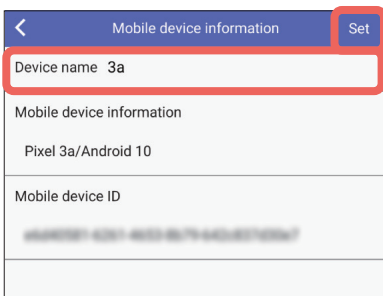 Mobile device information
Set
Device name 3a
Mobile device information
Pixel 3a/Android 10
Mobile device ID